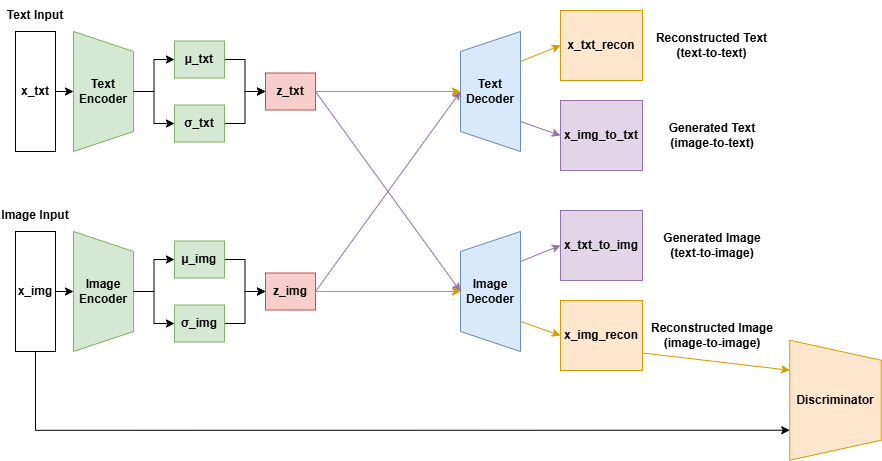 Text Input
x_txt
Text
Encoder
μ_txt
σ_txt
z_txt
Text
Decoder
x_txt_recon
Reconstructed Text
(text-to-text)
x_img_to_txt
Generated Text
(image-to-text)
Image Input
x_img
Image
Encoder
μ_img
σ_img
z_img
Image
Decoder
x_txt_to_img
Generated Image
(text-to-image)
x_img_recon
Reconstructed Image
(image-to-image)
Discriminator